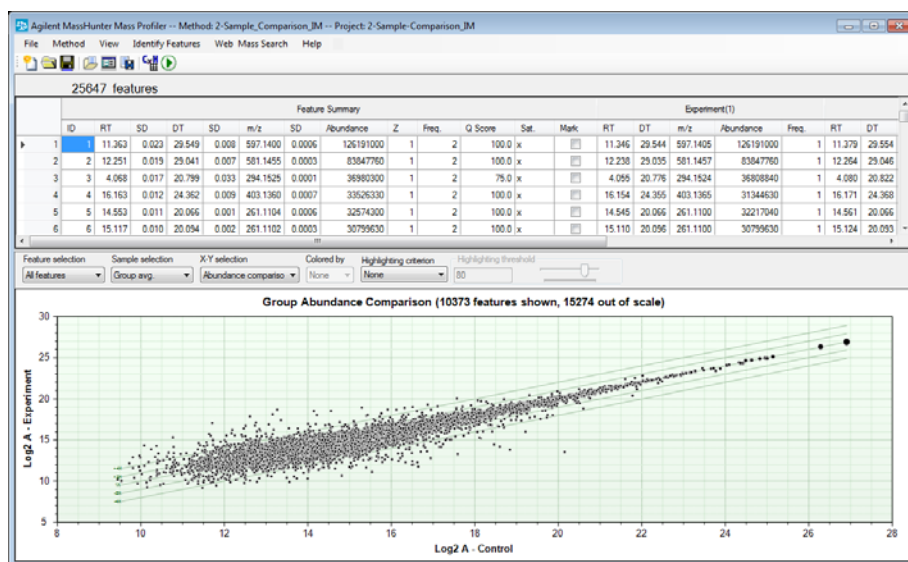 Agilent MassHunter Mass Profiler -- Method: 2-Sample_Comparison_IM -- Project: 2-Sample-Comparison_IM
File Method View Identify Features Web Mass Search Help
25647 features
Feature Summary Experiment(1)
ID RT SD DT SD m/z SD Abundance Z Freq. Q Score Sat. Mark RT DT m/z Abundance Freq. RT DT
1 1 11.363 0.023 29.549 0.008 597.1400 0.0006 126191000 1 2 100.0 x 11.346 29.544 597.1405 126191000 1 11.379 29.554
2 2 12.251 0.019 29.041 0.007 581.1455 0.0003 83847760 1 2 100.0 x 12.238 29.035 581.1457 83847760 1 12.264 29.046
3 3 4.068 0.017 20.799 0.033 294.1525 0.0001 36980300 1 2 75.0 x 4.055 20.776 294.1524 36808840 1 4.080 20.822
4 4 16.163 0.012 24.362 0.009 403.1360 0.0007 33526330 1 2 100.0 x 16.154 24.355 403.1365 31344630 1 16.171 24.368
5 5 14.553 0.011 20.066 0.001 261.1104 0.0006 32574300 1 2 100.0 x 14.545 20.066 261.1100 32217040 1 14.561 20.066
6 6 15.117 0.010 20.094 0.002 261.1102 0.0003 30799630 1 2 100.0 x 15.110 20.096 261.1100 30799630 1 15.124 20.093
Feature selection Sample selection X-Y selection Colored by Highlighting criterion Highlighting threshold
All features Group avg. Abundance compariso None None 80
Group Abundance Comparison (10373 features shown, 15274 out of scale)
Log2 A - Experiment
30
25
20
15
10
5
8 10 12 14 16 18 20 22 24 26 28
Log2 A - Control